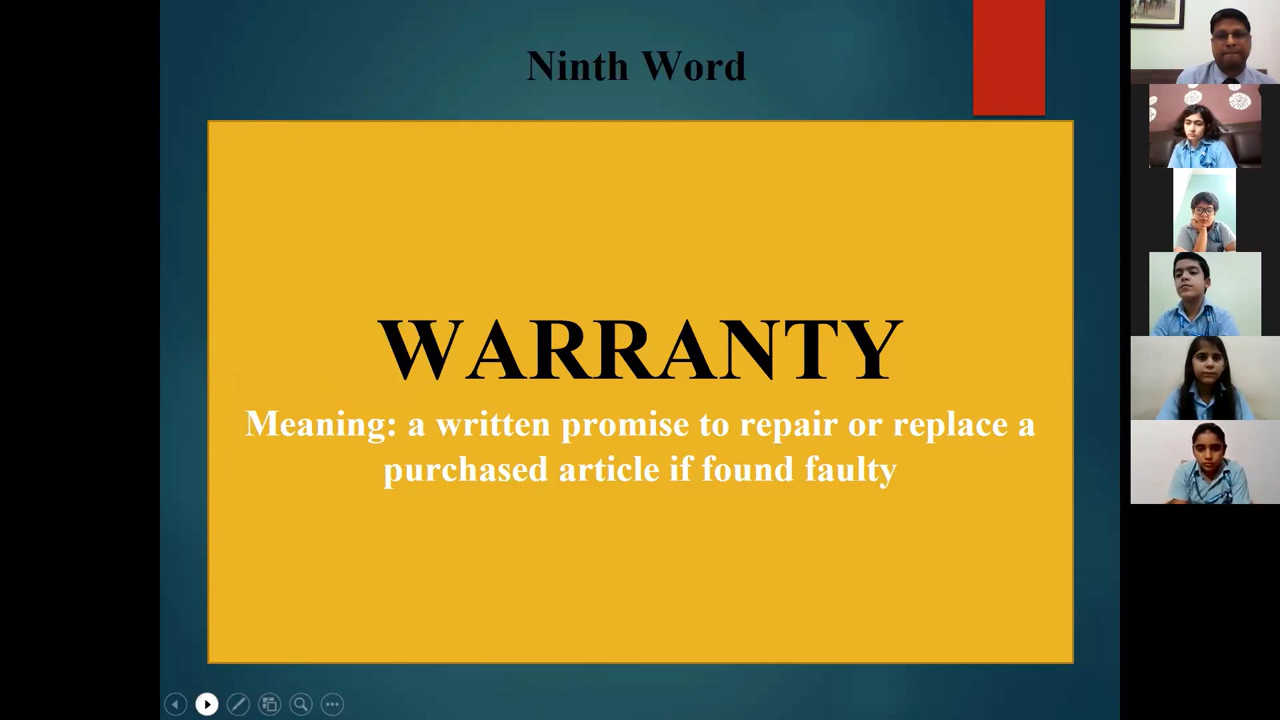 Ninth Word
WARRANTY
Meaning: a written promise to repair or replace a
purchased article if found faulty